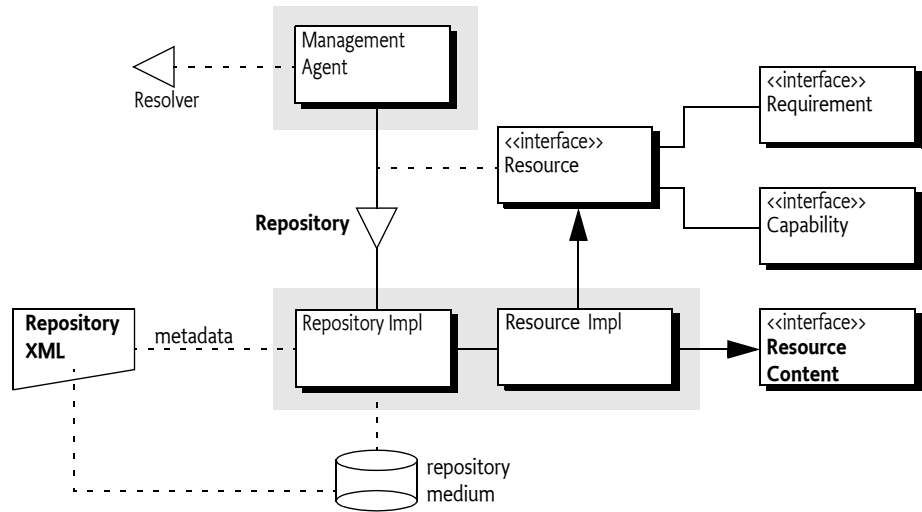 Management
Agent
Resolver
<<interface>>
Requirement
<<interface>>
Resource
<<interface>>
Capability
Repository
Repository
XML
metadata
Repository Impl
Resource Impl
<<interface>>
Resource
Content
repository
medium